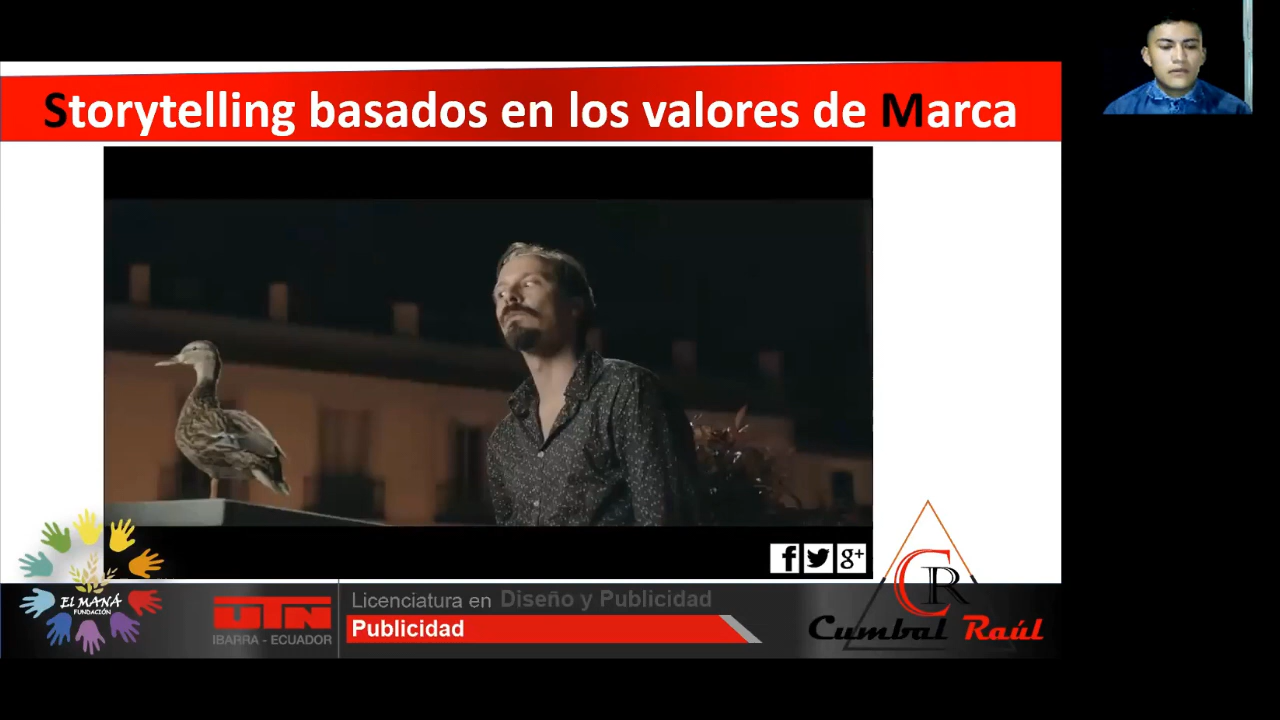 Storytelling basados en los valores de Marca
f
g+
EL MANÁ
FUNDACIÓN
UTN
IBARRA - ECUADOR
Licenciatura en Diseño y Publicidad
Publicidad
CR
Cumbal Raúl